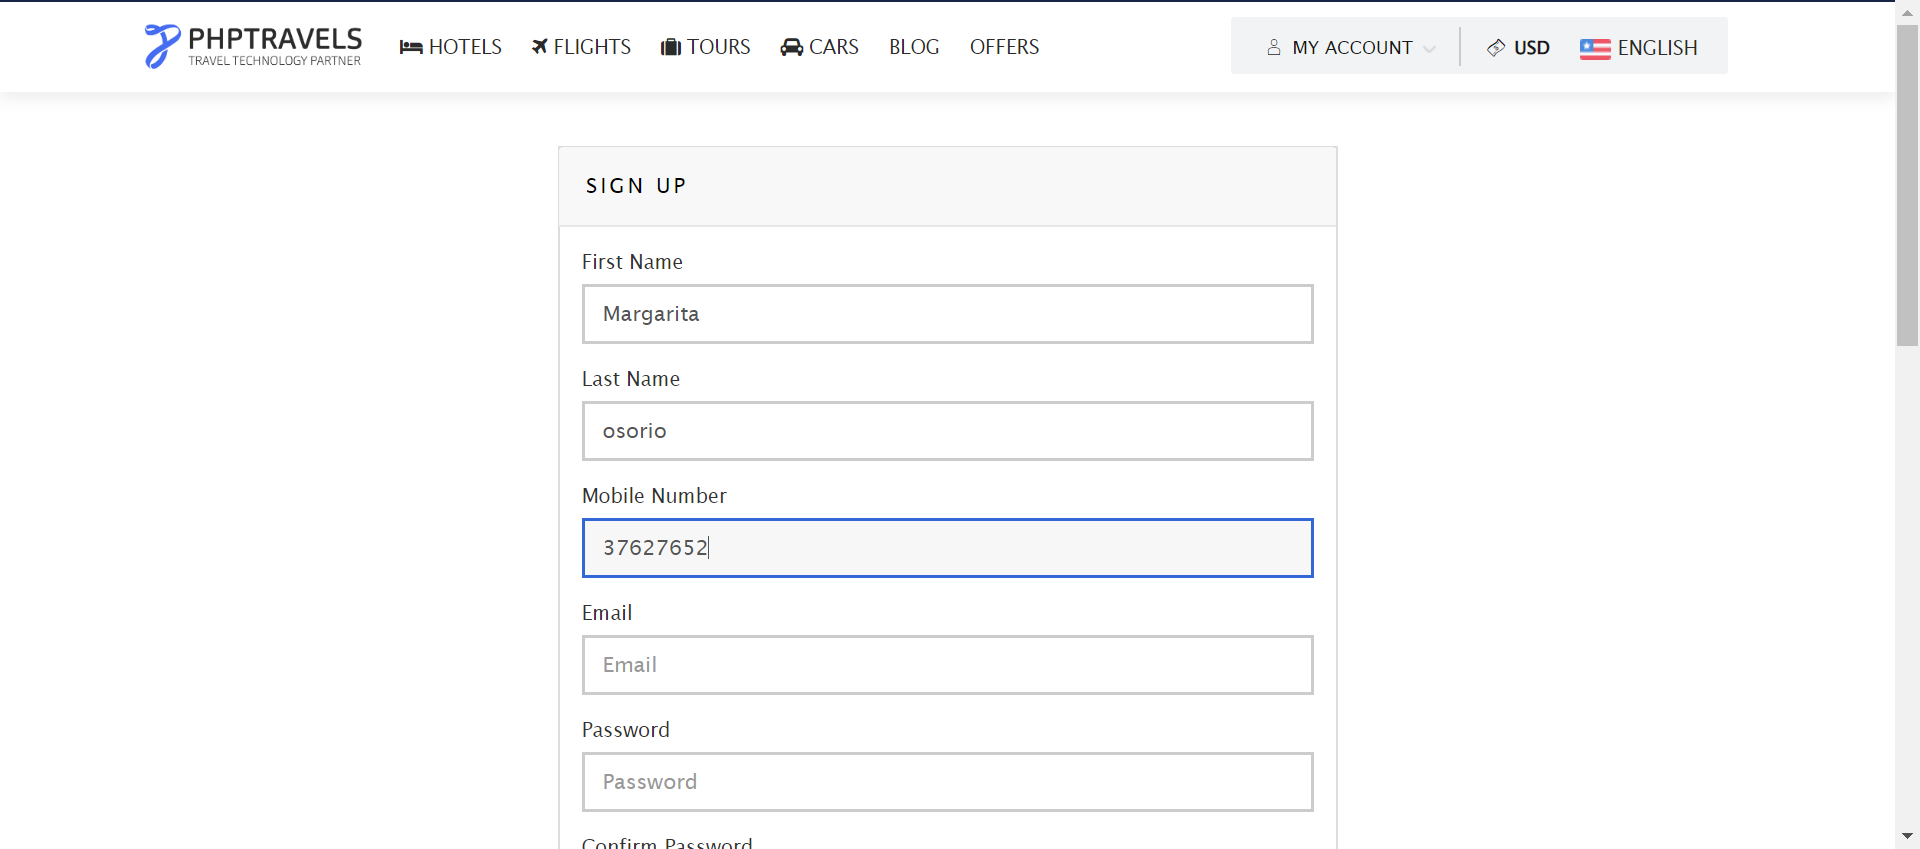 PHPTRAVELS
TRAVEL TECHNOLOGY PARTNER
HOTELS FLIGHTS TOURS CARS BLOG OFFERS
MY ACCOUNT USD ENGLISH
SIGN UP
First Name
Margarita
Last Name
osorio
Mobile Number
37627652
Email
Email
Password
Password
Confirm Password